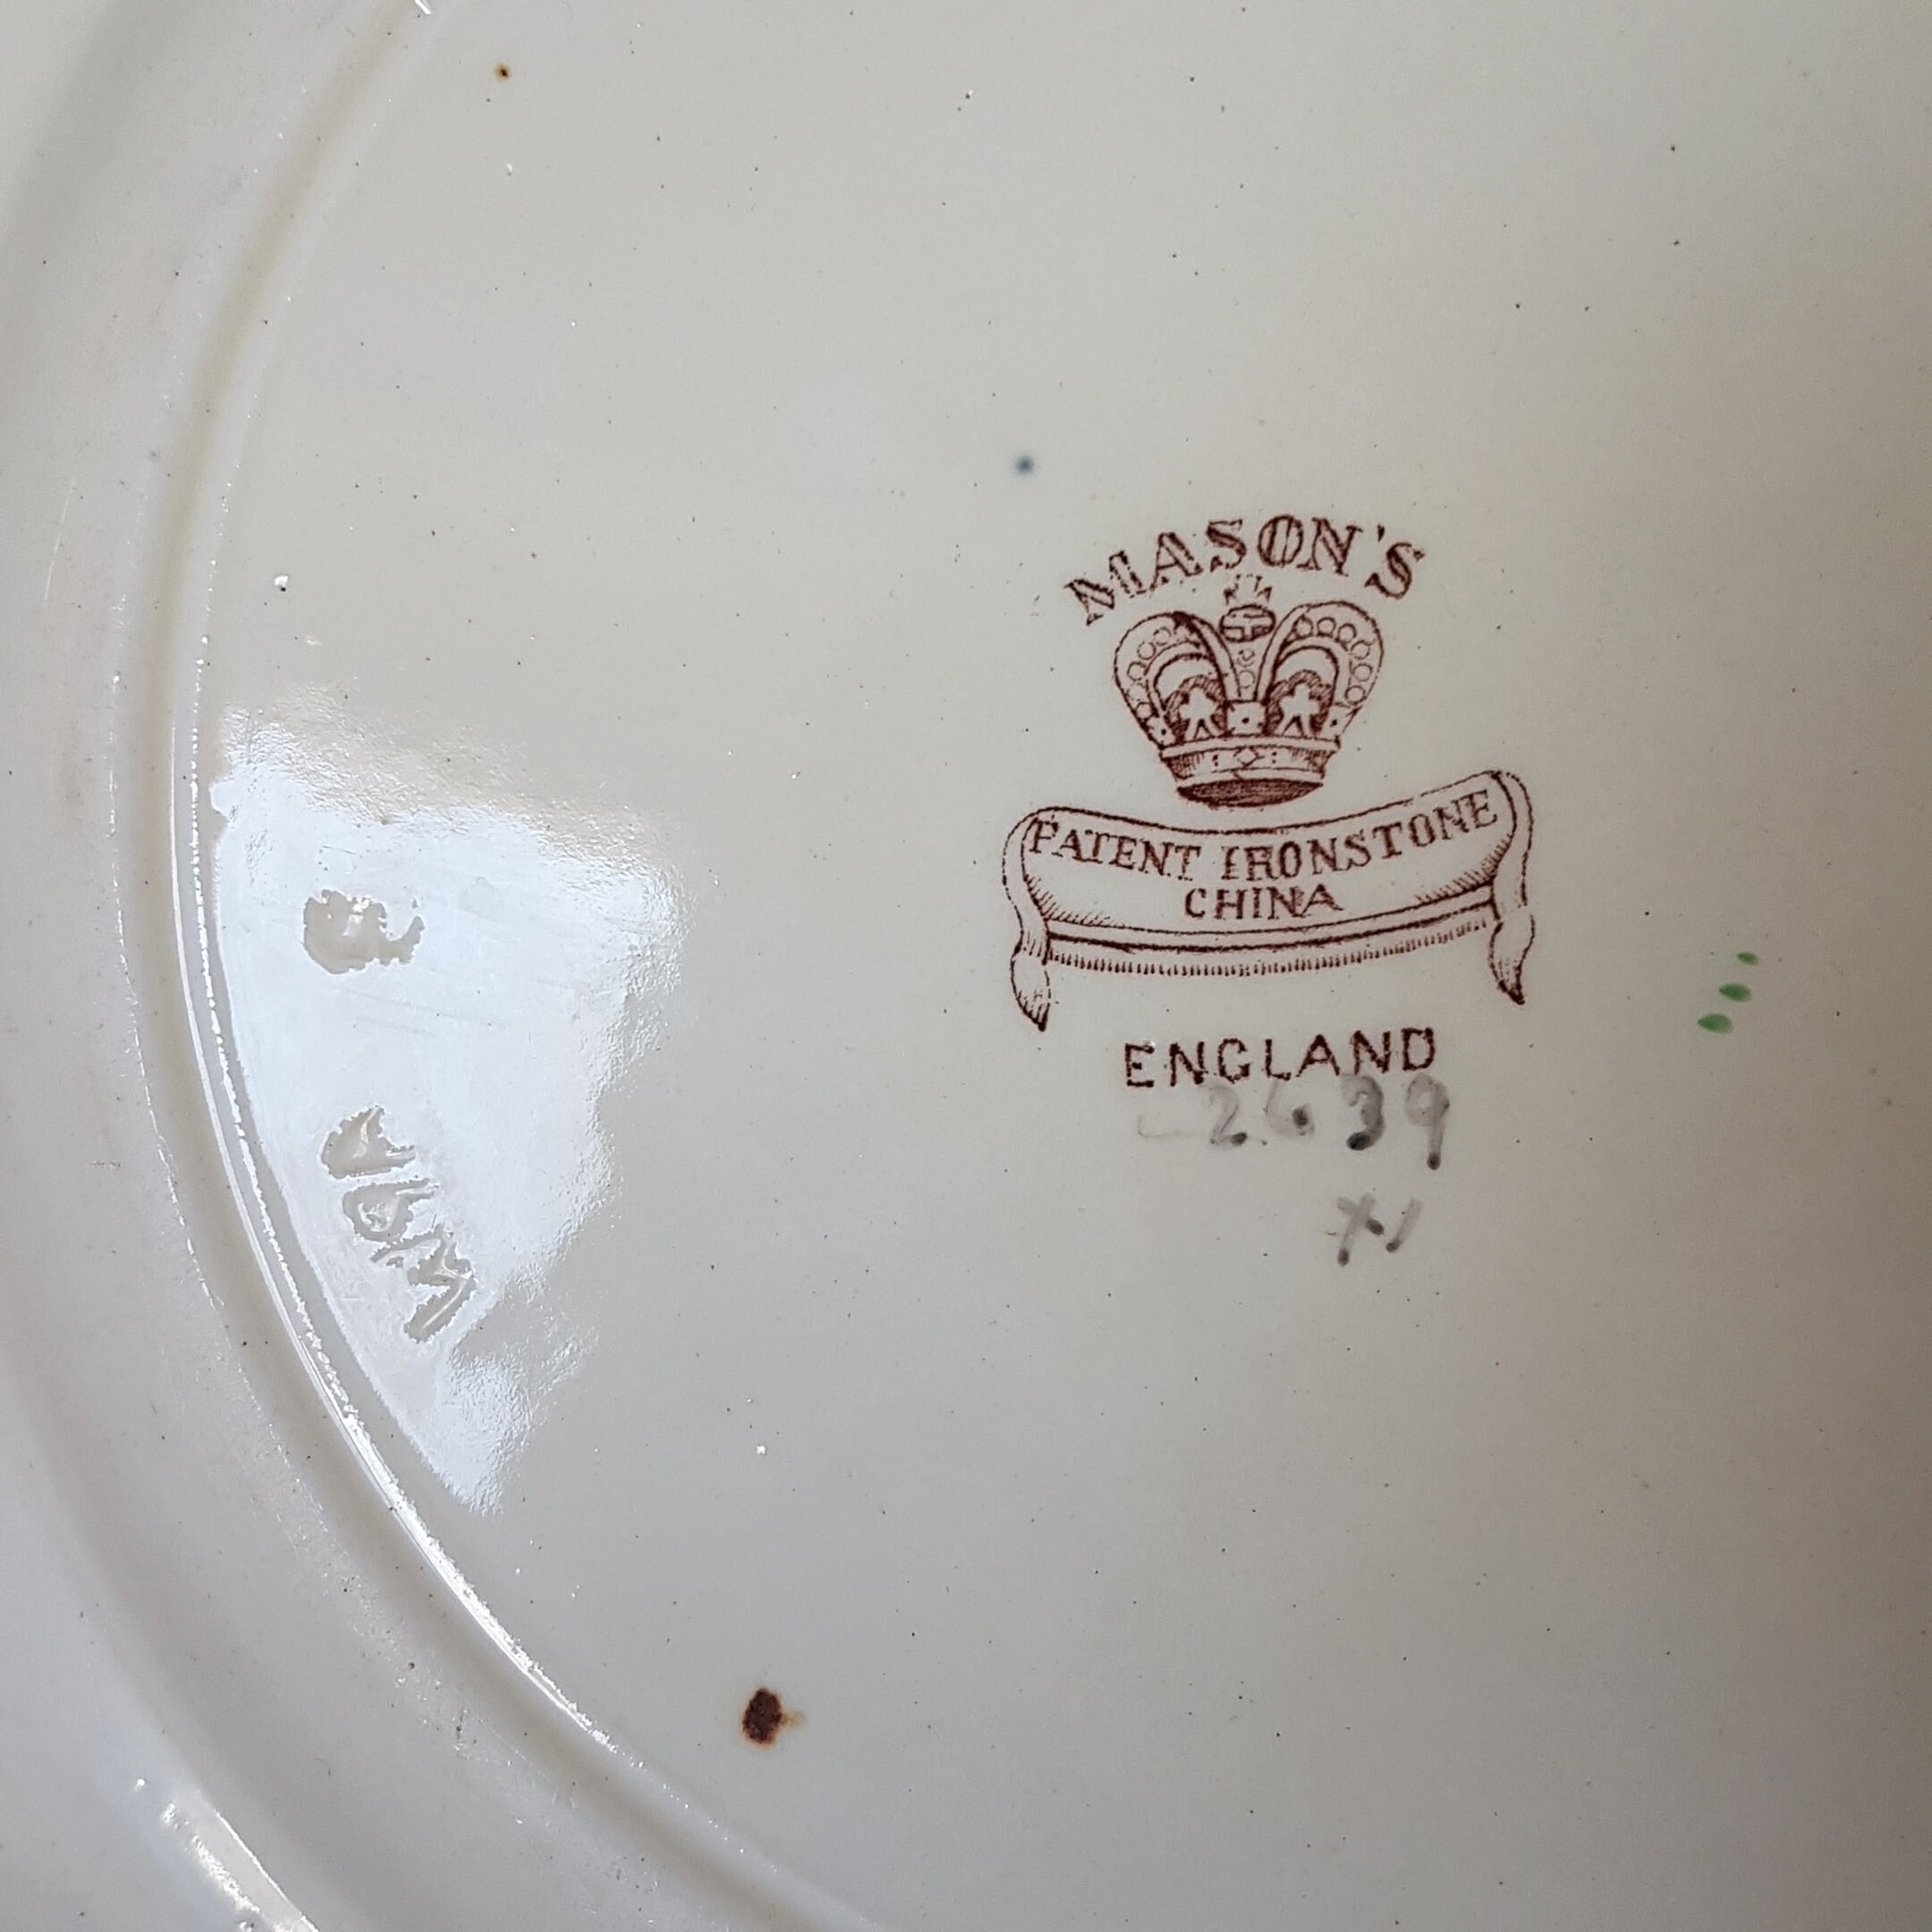 MASON'S
PATENT IRONSTONE
CHINA
ENGLAND
2639